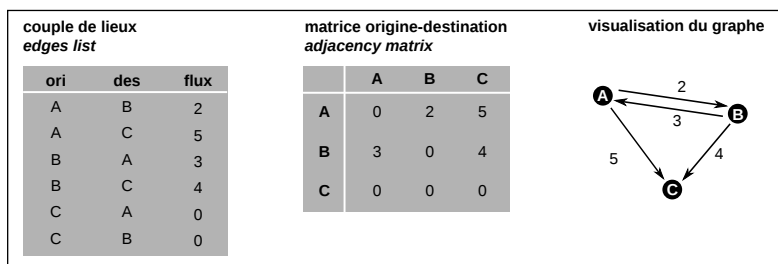 couple de lieux
edges list
ori des flux
A B 2
A C 5
B A 3
B C 4
C A 0
C B 0
matrice origine-destination
adjacency matrix
A B C
A 0 2 5
B 3 0 4
C 0 0 0
visualisation du graphe
A 2 B
3
5 4
C